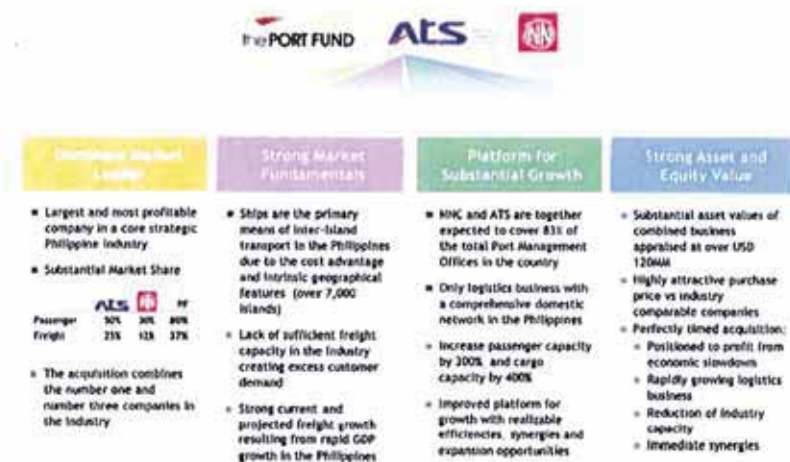 the PORT FUND
ATS
NN
Dominant Market
Leader
■ Largest and most profitable
company in a core strategic
Philippine industry
■ Substantial Market Share
ATS NN PF
Passenger 50% 30% 80%
Freight 25% 12% 37%
■ The acquisition combines
the number one and
number three companies in
the industry
Strong Market
Fundamentals
■ Ships are the primary
means of inter-island
transport in the Philippines
due to the cost advantage
and intrinsic geographical
features (over 7,000
islands)
■ Lack of sufficient freight
capacity in the industry
creating excess customer
demand
■ Strong current and
projected freight growth
resulting from rapid GDP
growth in the Philippines
Platform for
Substantial Growth
■ NNC and ATS are together
expected to cover 83% of
the total Port Management
Offices in the country
■ Only logistics business with
a comprehensive domestic
network in the Philippines
■ Increase passenger capacity
by 300% and cargo
capacity by 400%
■ Improved platform for
growth with realizable
efficiencies, synergies and
expansion opportunities
Strong Asset and
Equity Value
■ Substantial asset values of
combined business
appraised at over USD
120MM
■ Highly attractive purchase
price vs industry
comparable companies
■ Perfectly timed acquisition:
■ Positioned to profit from
economic slowdown
■ Rapidly growing logistics
business
■ Reduction of industry
capacity
■ Immediate synergies